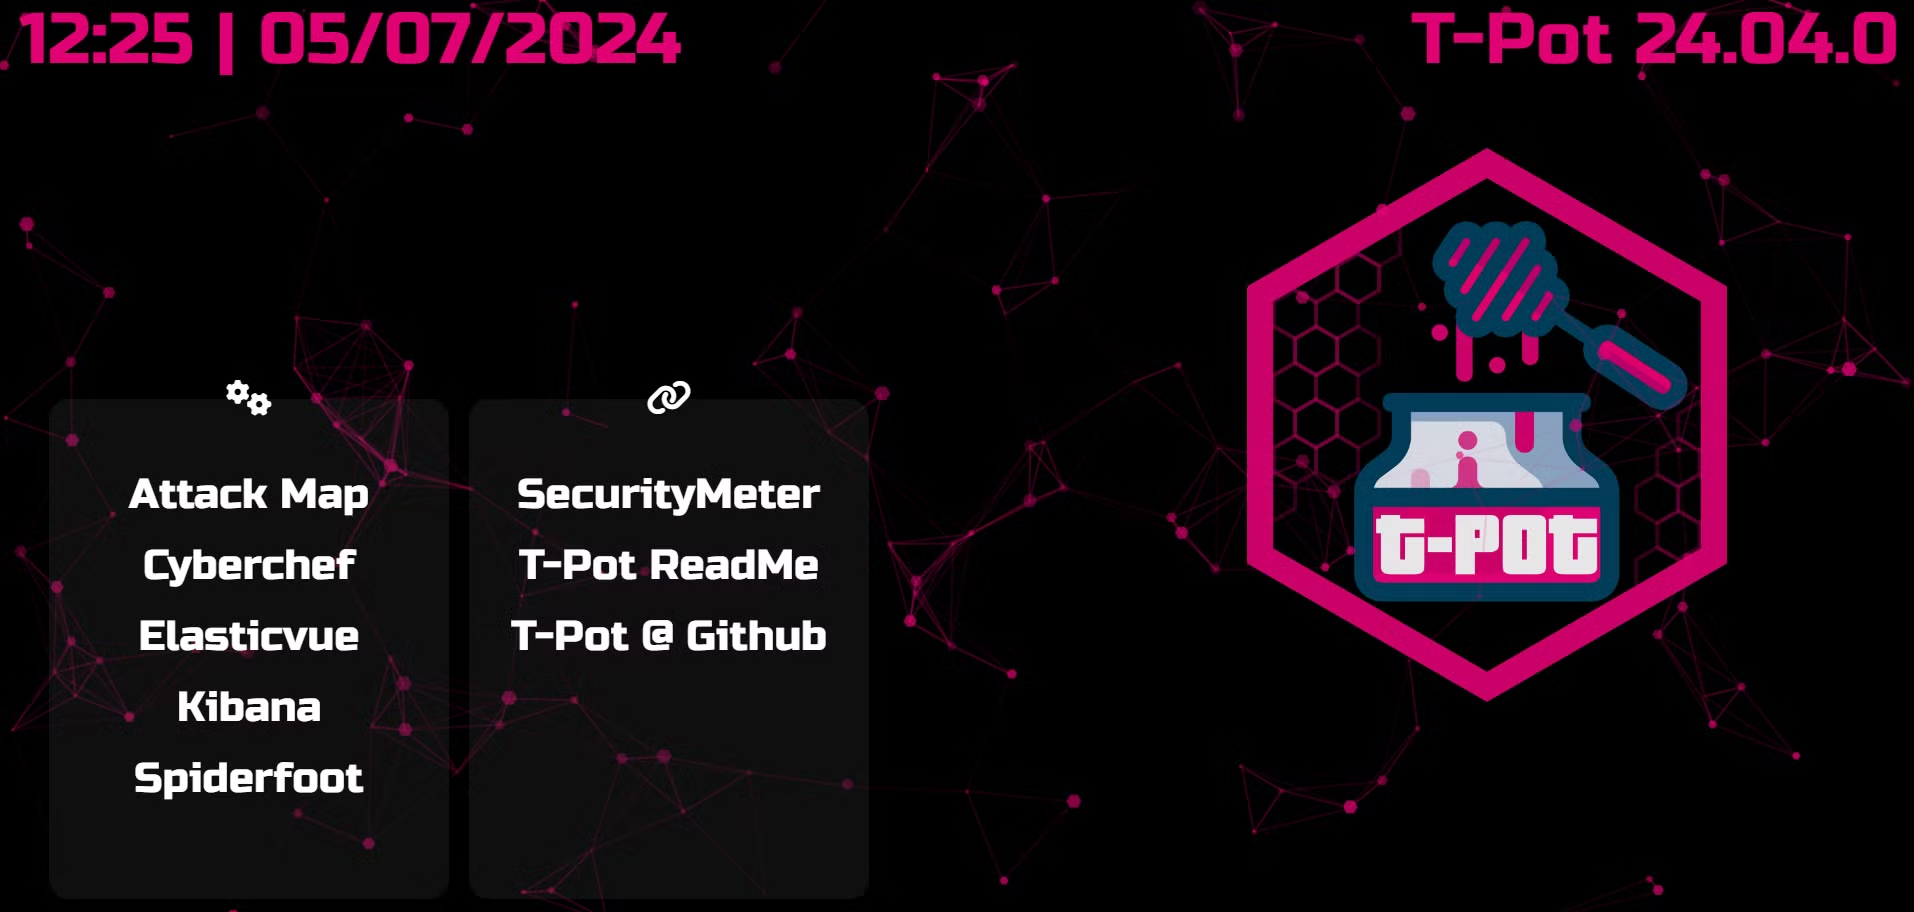 12:25 | 05/07/2024
T-Pot 24.04.0
Attack Map
Cyberchef
Elasticvue
Kibana
Spiderfoot
SecurityMeter
T-Pot ReadMe
T-Pot @ Github
t-pot